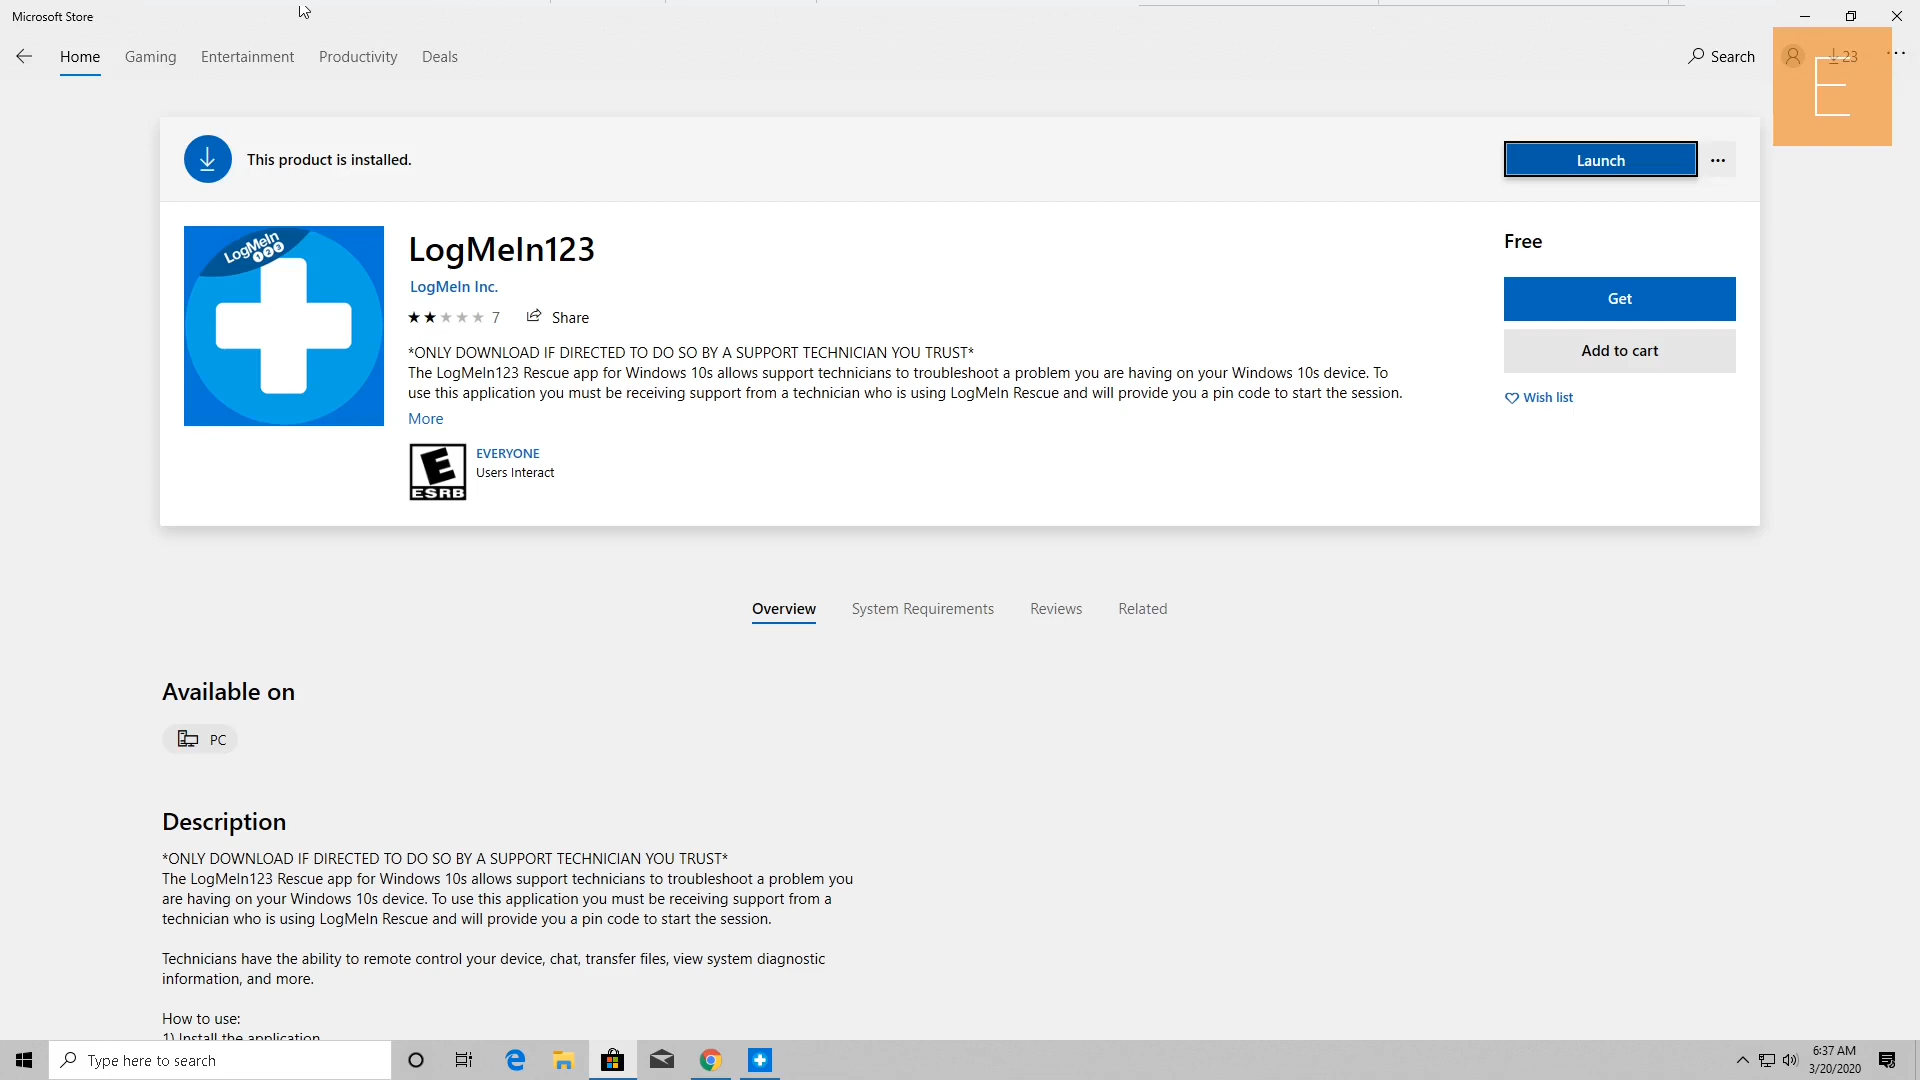 Microsoft Store
Home Gaming Entertainment Productivity Deals
Search
23
E
This product is installed.
Launch
LogMeIn
123
LogMeIn123
LogMeIn Inc.
7 Share
*ONLY DOWNLOAD IF DIRECTED TO DO SO BY A SUPPORT TECHNICIAN YOU TRUST*
The LogMeIn123 Rescue app for Windows 10s allows support technicians to troubleshoot a problem you are having on your Windows 10s device. To
use this application you must be receiving support from a technician who is using LogMeIn Rescue and will provide you a pin code to start the session.
More
E
ESRB
EVERYONE
Users Interact
Free
Get
Add to cart
Wish list
Overview System Requirements Reviews Related
Available on
PC
Description
*ONLY DOWNLOAD IF DIRECTED TO DO SO BY A SUPPORT TECHNICIAN YOU TRUST*
The LogMeIn123 Rescue app for Windows 10s allows support technicians to troubleshoot a problem you
are having on your Windows 10s device. To use this application you must be receiving support from a
technician who is using LogMeIn Rescue and will provide you a pin code to start the session.
Technicians have the ability to remote control your device, chat, transfer files, view system diagnostic
information, and more.
How to use:
1) Install the application
Type here to search
6:37 AM
3/20/2020